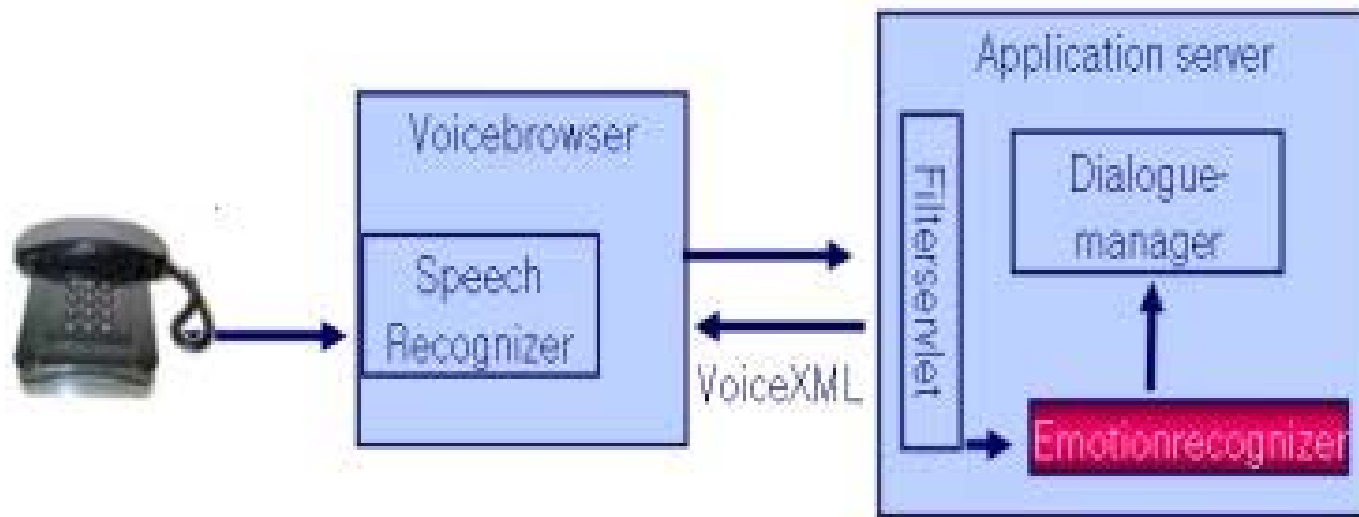 Application server
Voicebrowser
Filterservlet
Dialogue-
manager
Speech
Recognizer
VoiceXML
Emotionrecognizer